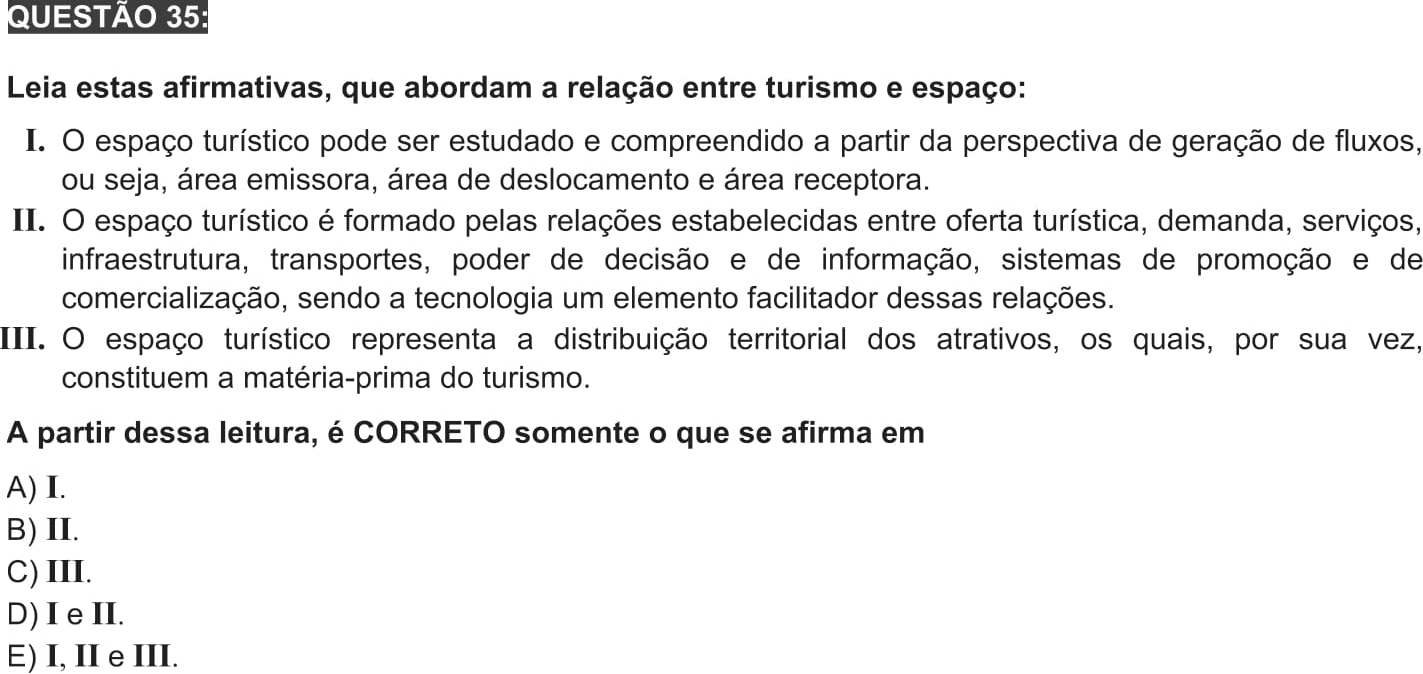 QUESTÃO 35:
Leia estas afirmativas, que abordam a relação entre turismo e espaço:
I. O espaço turístico pode ser estudado e compreendido a partir da perspectiva de geração de fluxos,
ou seja, área emissora, área de deslocamento e área receptora.
II. O espaço turístico é formado pelas relações estabelecidas entre oferta turística, demanda, serviços,
infraestrutura, transportes, poder de decisão e de informação, sistemas de promoção e de
comercialização, sendo a tecnologia um elemento facilitador dessas relações.
III. O espaço turístico representa a distribuição territorial dos atrativos, os quais, por sua vez,
constituem a matéria-prima do turismo.
A partir dessa leitura, é CORRETO somente o que se afirma em
A) I.
B) II.
C) III.
D) I e II.
E) I, II e III.